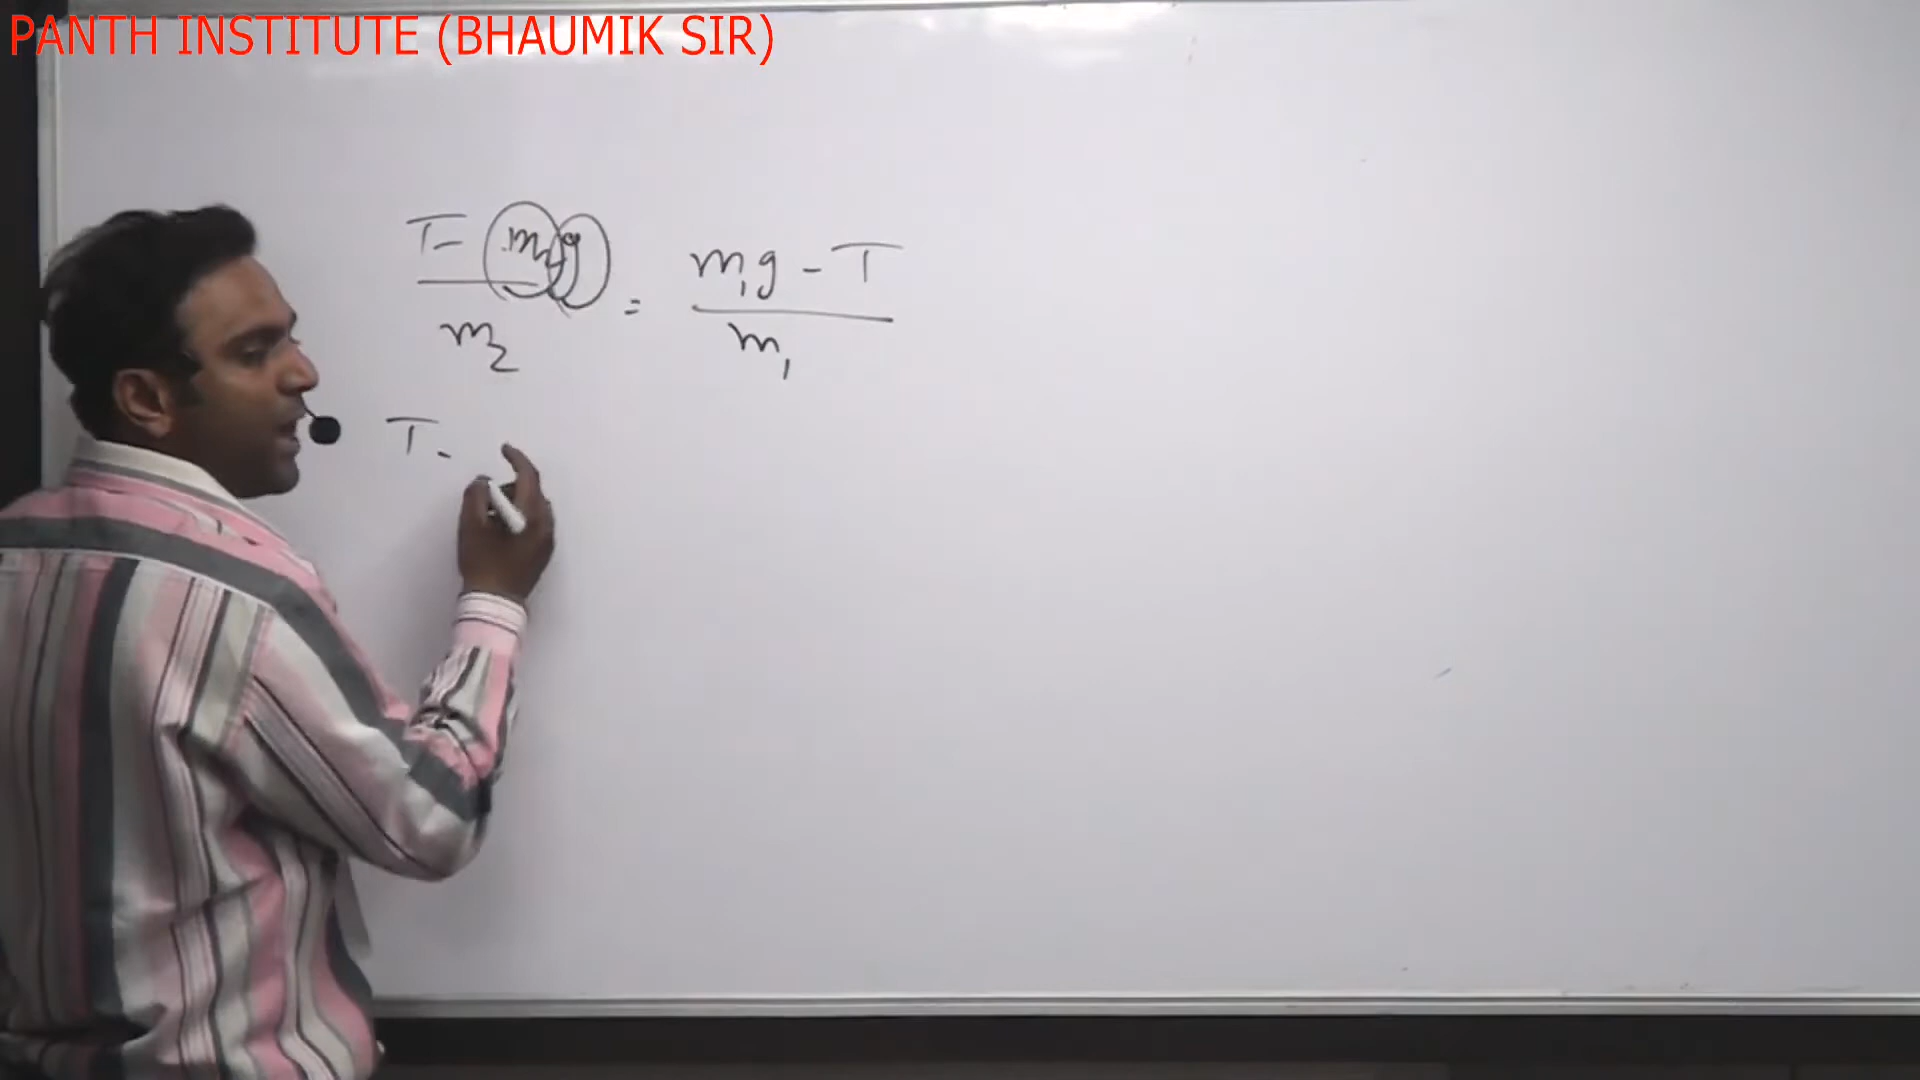 PANTH INSTITUTE (BHAUMIK SIR)
T- m₂g / m₂ = m₁g - T / m₁
T -